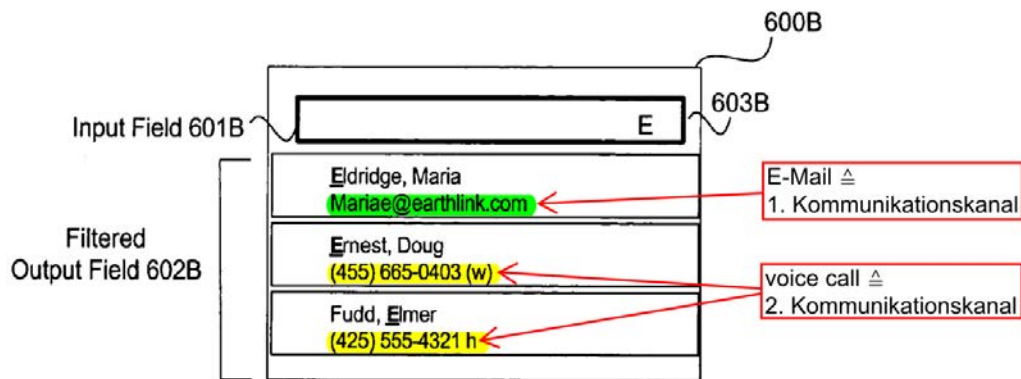 600B
603B
Input Field 601B
E
Eldridge, Maria
Mariae@earthlink.com
E-Mail ≙
1. Kommunikationskanal
Filtered
Output Field 602B
Ernest, Doug
(455) 665-0403 (w)
voice call ≙
2. Kommunikationskanal
Fudd, Elmer
(425) 555-4321 h